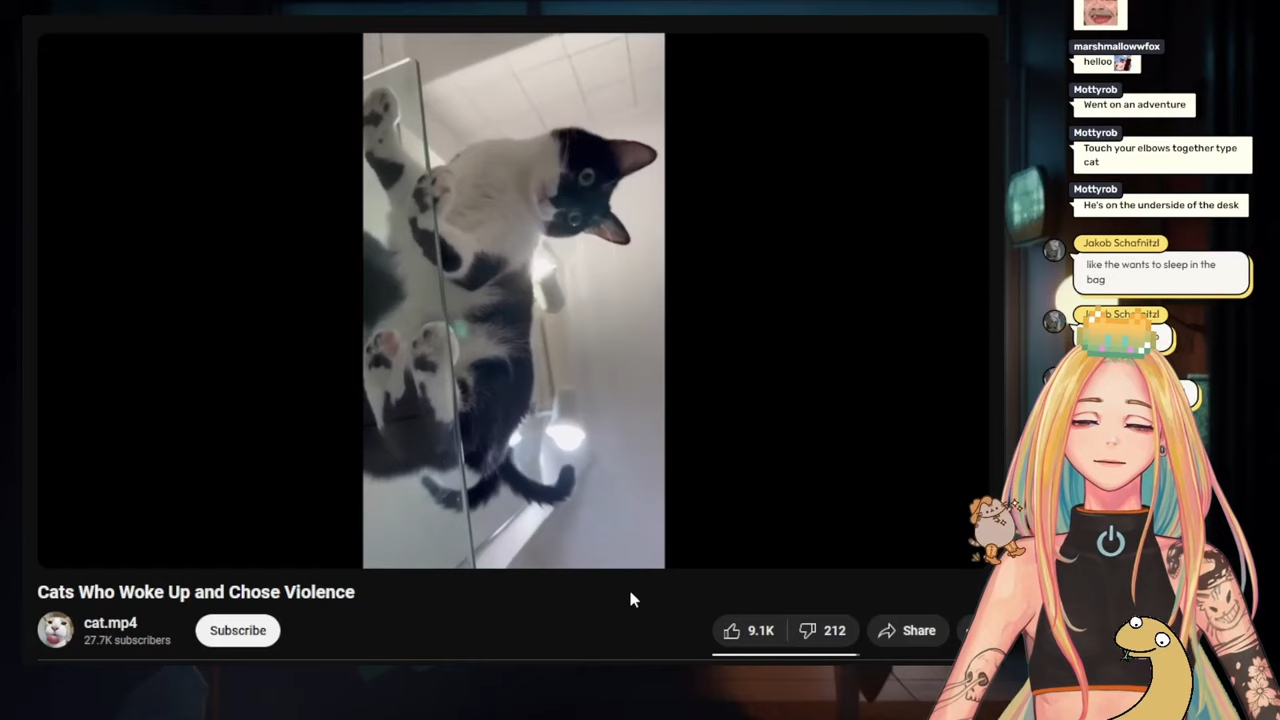 marshmallowwfox
helloo
Mottyrob
Went on an adventure
Mottyrob
Touch your elbows together type
cat
Mottyrob
He's on the underside of the desk
Jakob Schafnitzl
like the wants to sleep in the
bag
Cats Who Woke Up and Chose Violence
cat.mp4
27.7K subscribers
Subscribe
9.1K
212
Share